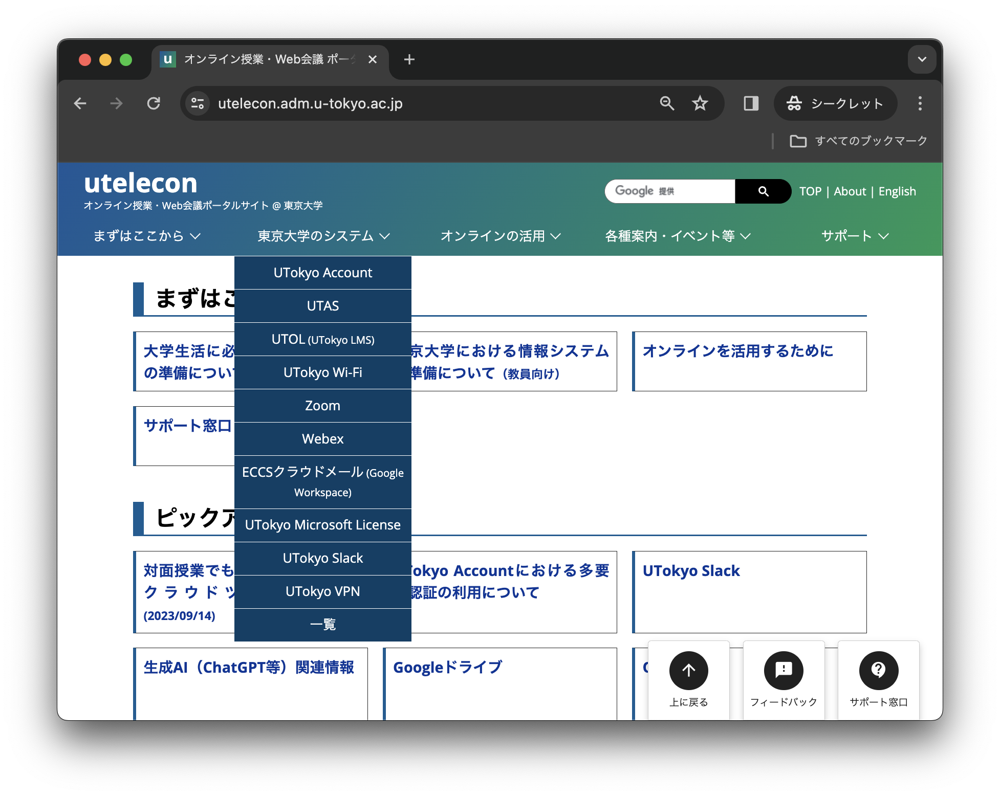 u オンライン授業・Web会議 ポー
utelecon.adm.u-tokyo.ac.jp
シークレット
すべてのブックマーク
utelecon
オンライン授業・Web会議ポータルサイト @ 東京大学
Google 提供
TOP | About | English
まずはここから
東京大学のシステム
オンラインの活用
各種案内・イベント等
サポート
UTokyo Account
UTAS
UTOL (UTokyo LMS)
UTokyo Wi-Fi
Zoom
Webex
ECCSクラウドメール (Google
Workspace)
UTokyo Microsoft License
UTokyo Slack
UTokyo VPN
一覧
まずはこ
大学生活に必
の準備につい
京大学における情報システム
準備について（教員向け）
オンラインを活用するために
サポート窓口
ピックア
対面授業でも
クラウドツ
(2023/09/14)
Tokyo Accountにおける多要
認証の利用について
UTokyo Slack
生成AI（ChatGPT等）関連情報
Googleドライブ
上に戻る
フィードバック
サポート窓口